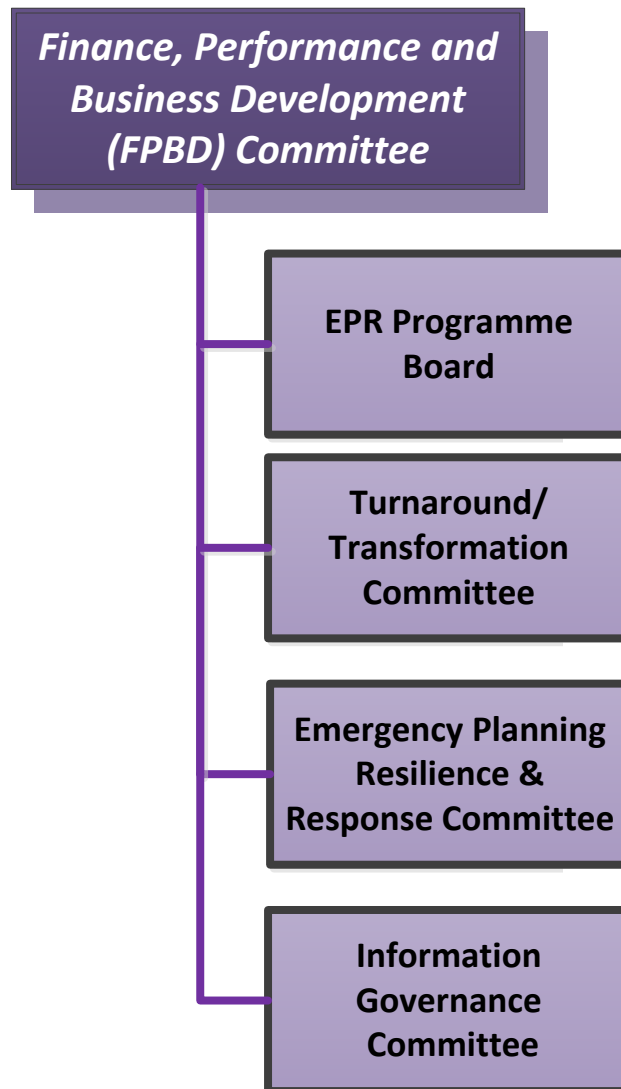 Finance, Performance and
Business Development
(FPBD) Committee
EPR Programme
Board
Turnaround/
Transformation
Committee
Emergency Planning
Resilience &
Response Committee
Information
Governance
Committee